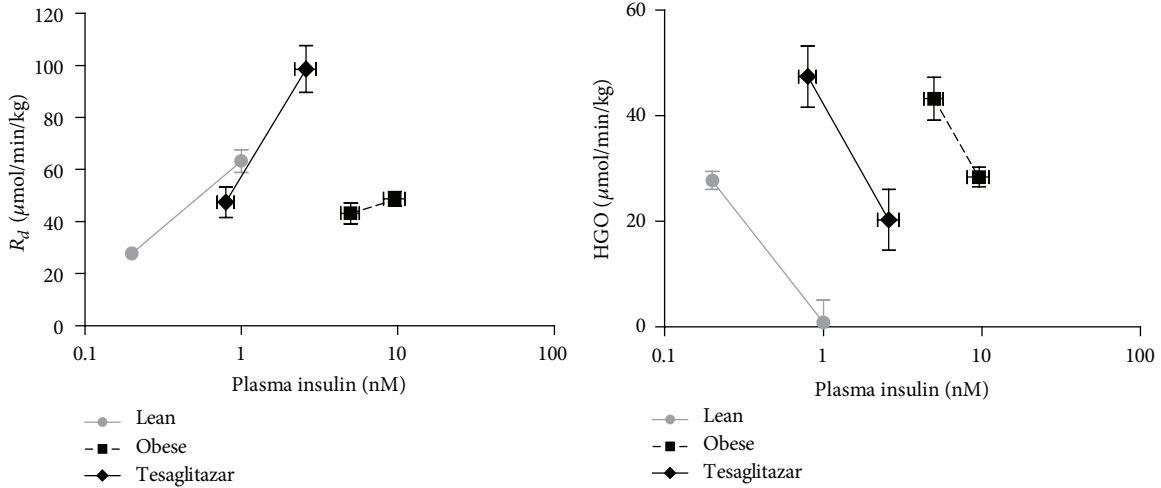 120
100
80
60
40
20
0
R_d (μmol/min/kg)
0.1 1 10 100
Plasma insulin (nM)
Lean
Obese
Tesaglitazar
60
40
20
0
HGO (μmol/min/kg)
0.1 1 10 100
Plasma insulin (nM)
Lean
Obese
Tesaglitazar